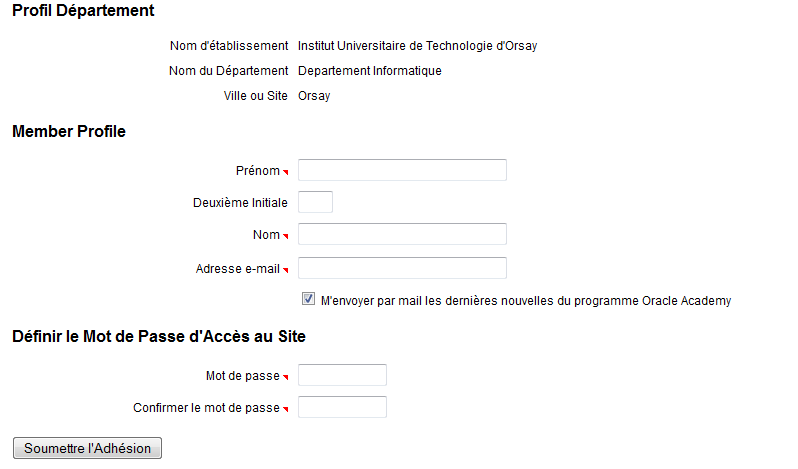 Profil Département
Nom d'établissement Institut Universitaire de Technologie d'Orsay
Nom du Département Departement Informatique
Ville ou Site Orsay
Member Profile
Prénom
Deuxième Initiale
Nom
Adresse e-mail
M'envoyer par mail les dernières nouvelles du programme Oracle Academy
Définir le Mot de Passe d'Accès au Site
Mot de passe
Confirmer le mot de passe
Soumettre l'Adhésion